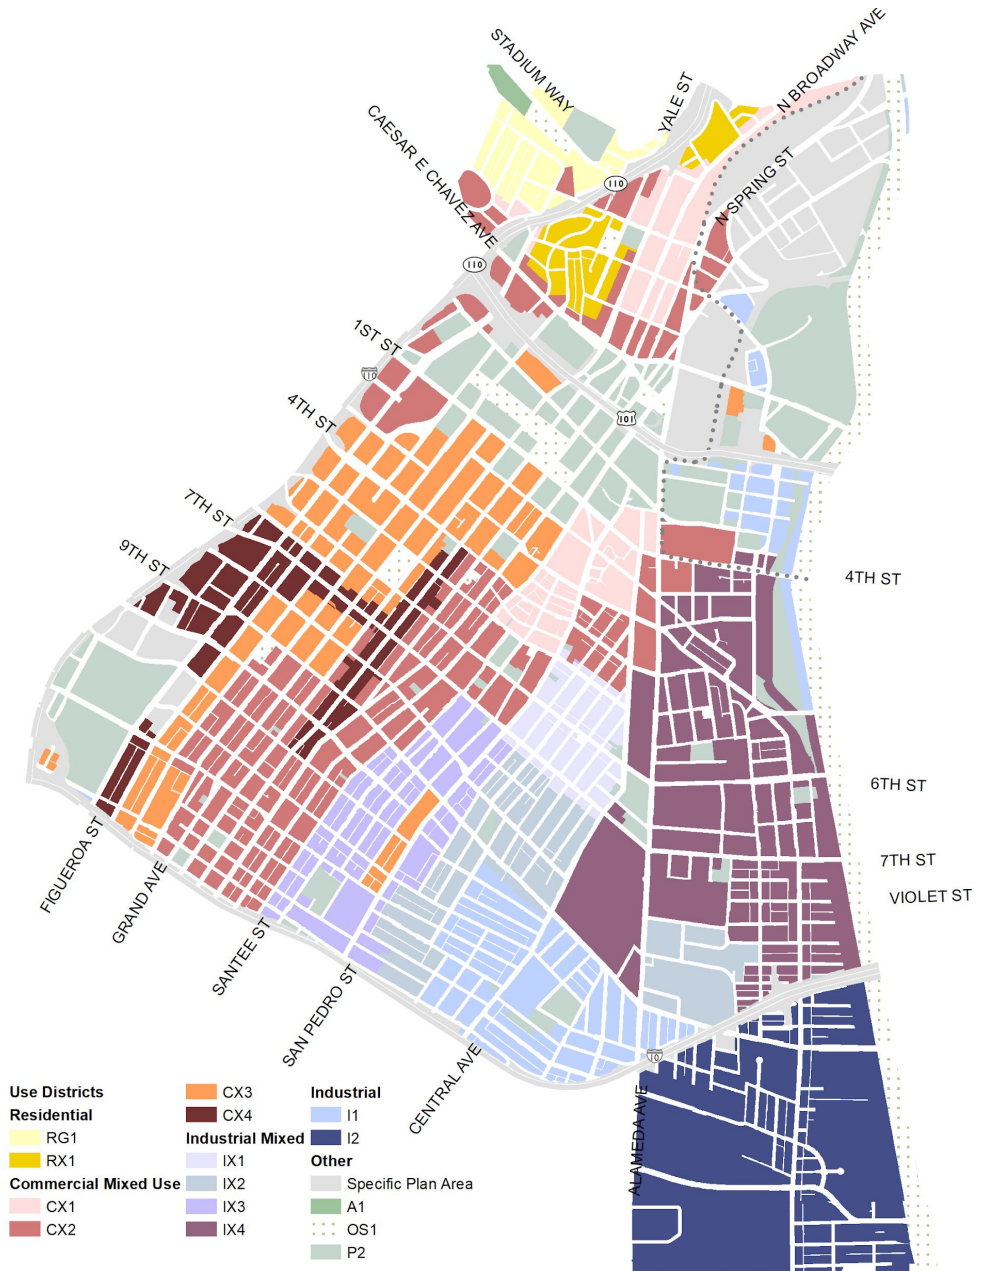 STADIUM WAY
YALE ST
N BROADWAY AVE
CAESAR E CHAVEZ AVE
N SPRING ST
110
110
1ST ST
110
4TH ST
101
7TH ST
9TH ST
4TH ST
6TH ST
7TH ST
VIOLET ST
FIGUEROA ST
GRAND AVE
SANTEE ST
SAN PEDRO ST
CENTRAL AVE
10
ALAMEDA AVE
Use Districts
Residential
RG1
RX1
Commercial Mixed Use
CX1
CX2
CX3
CX4
Industrial Mixed
IX1
IX2
IX3
IX4
Industrial
I1
I2
Other
Specific Plan Area
A1
OS1
P2